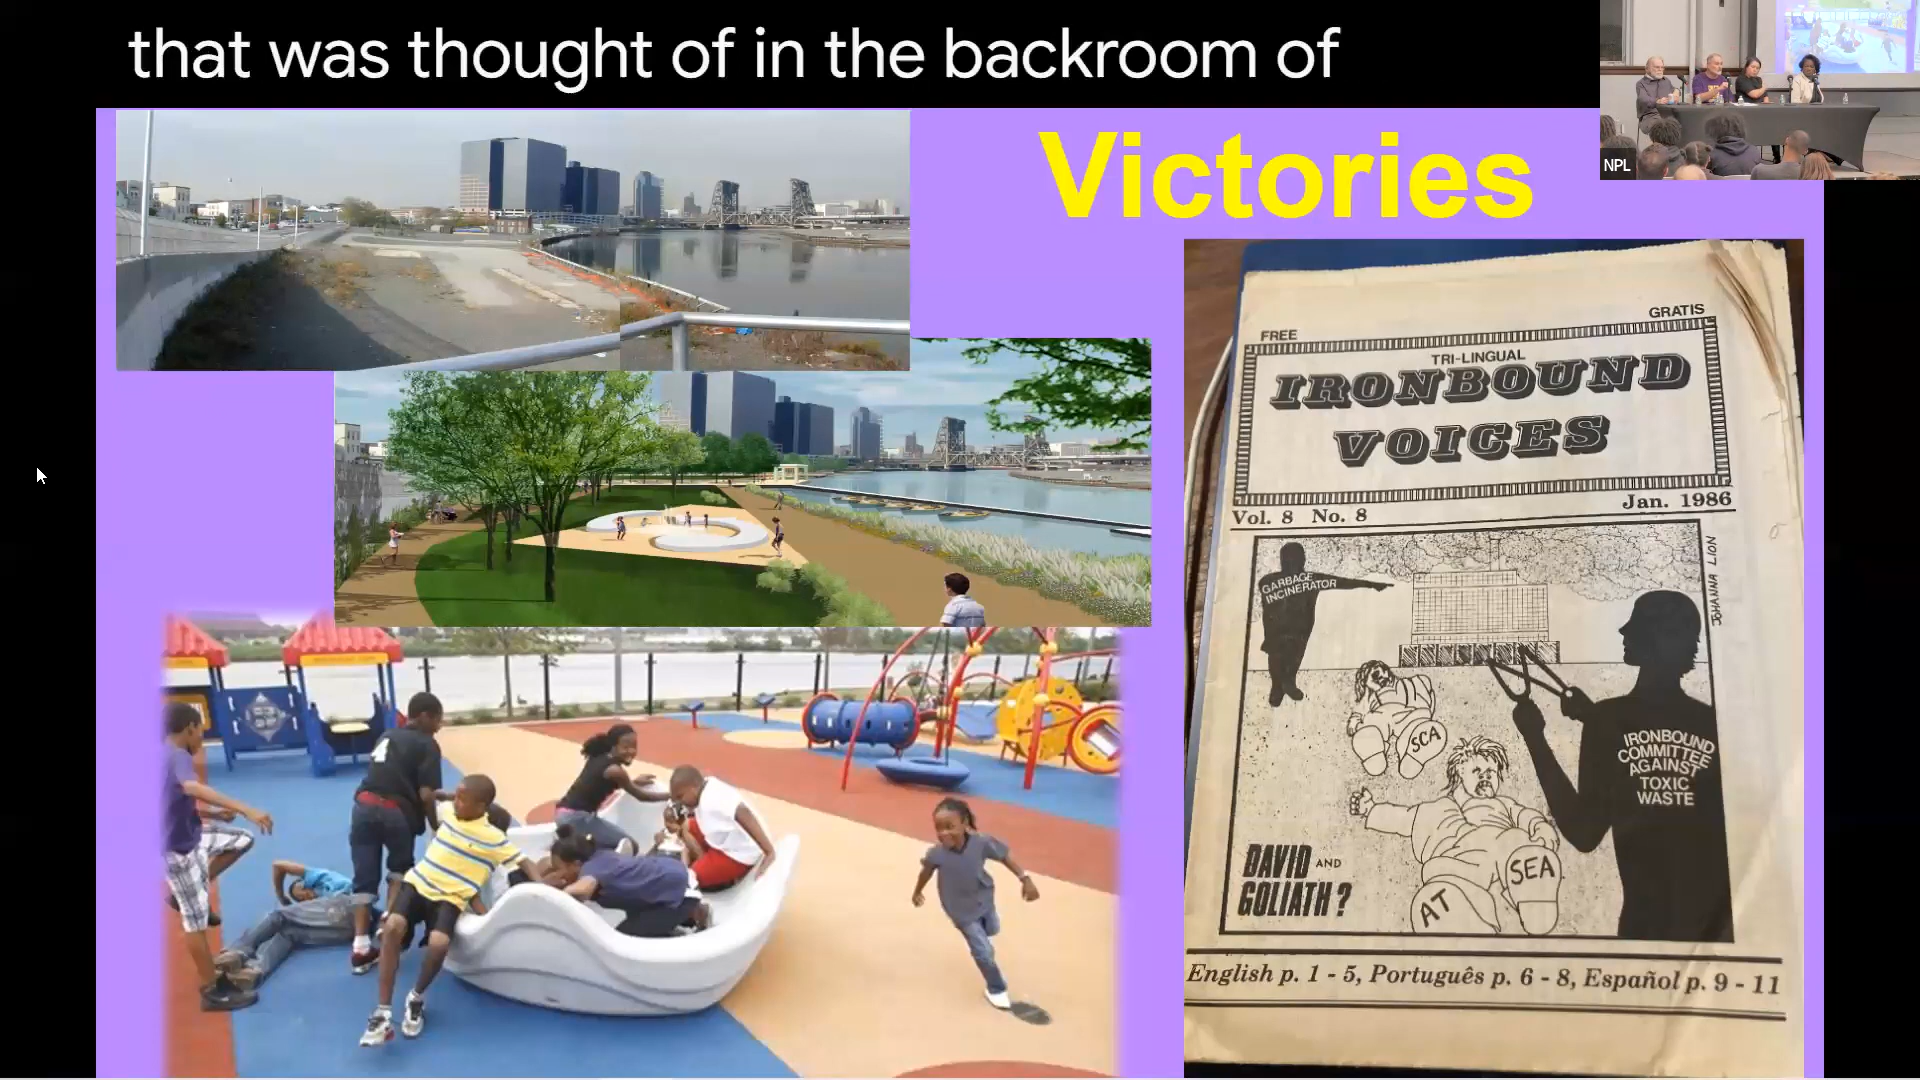 that was thought of in the backroom of
NPL
Victories
FREE
GRATIS
TRI-LINGUAL
IRONBOUND
VOICES
Vol. 8 No. 8
Jan. 1986
JOHANNA LION
GARBAGE
INCINERATOR
SCA
IRONBOUND
COMMITTEE
AGAINST
TOXIC
WASTE
SEA
AT
DAVID AND
GOLIATH?
English p. 1 - 5, Português p. 6 - 8, Español p. 9 - 11